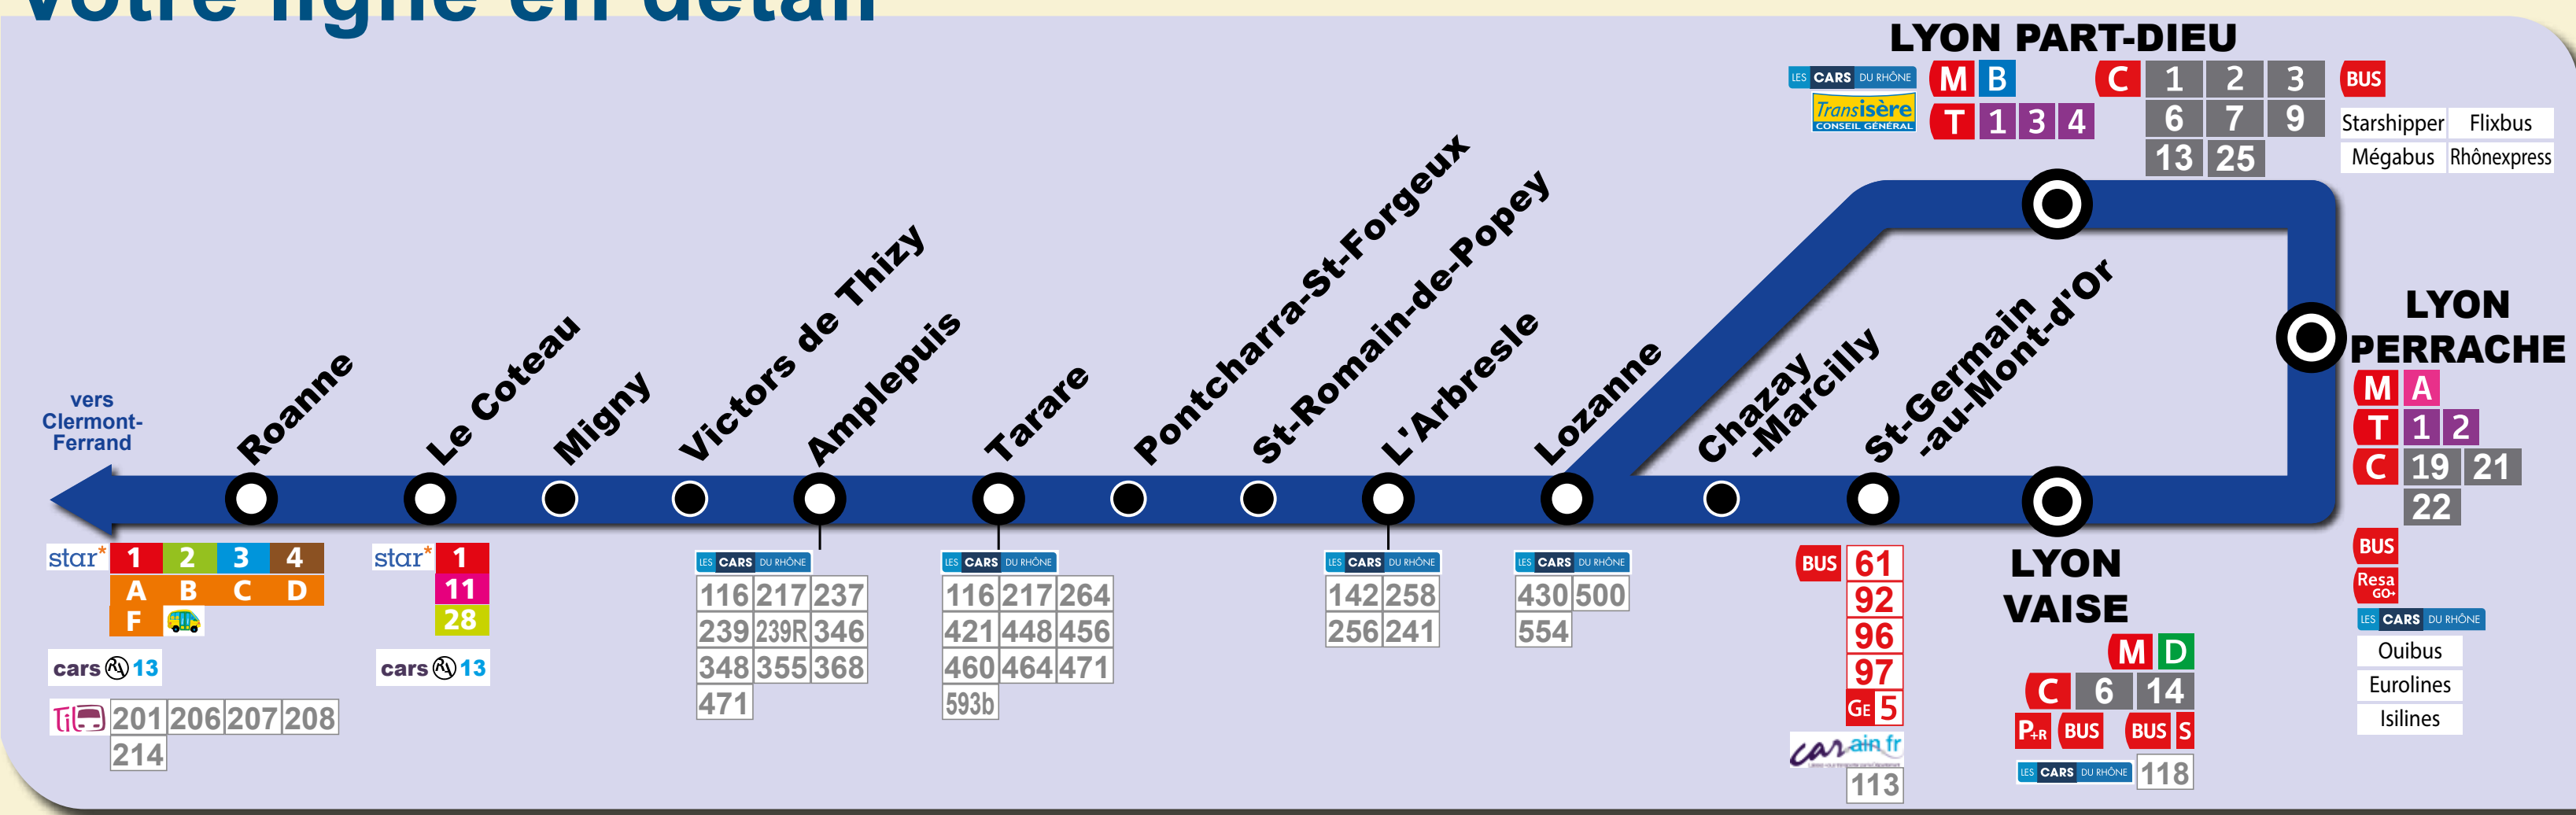 votre ligne en détail
LYON PART-DIEU
LES CARS DU RHÔNE
Transisère
CONSEIL GÉNÉRAL
M B
T 1 3 4
C 1 2 3
6 7 9
13 25
BUS
Starshipper Flixbus
Mégabus Rhônexpress
vers
Clermont-
Ferrand
Roanne
Le Coteau
Migny
Victors de Thizy
Amplepuis
Tarare
Pontcharra-St-Forgeux
St-Romain-de-Popey
L'Arbresle
Lozanne
Chazay
-Marcilly
St-Germain
-au-Mont-d'Or
LYON
PERRACHE
M A
T 1 2
C 19 21
22
BUS
Resa
GO+
LES CARS DU RHÔNE
Ouibus
Eurolines
Isilines
star* 1 2 3 4
A B C D
F
cars RA 13
Til 201 206 207 208
214
star* 1
11
28
cars RA 13
LES CARS DU RHÔNE
116 217 237
239 239R 346
348 355 368
471
LES CARS DU RHÔNE
116 217 264
421 448 456
460 464 471
593b
LES CARS DU RHÔNE
142 258
256 241
LES CARS DU RHÔNE
430 500
554
BUS 61
92
96
97
GE 5
car ain fr
113
LYON
VAISE
M D
C 6 14
P+R BUS BUS S
LES CARS DU RHÔNE 118